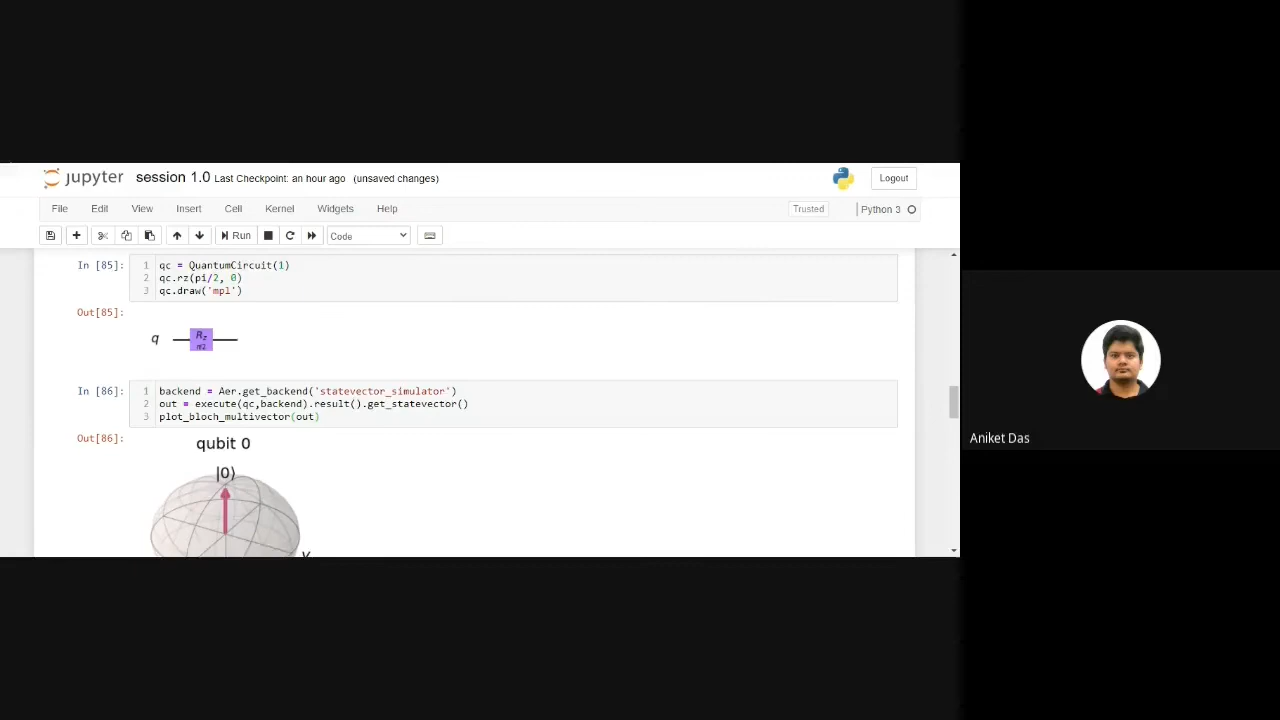 jupyter session 1.0 Last Checkpoint: an hour ago (unsaved changes) Logout
File Edit View Insert Cell Kernel Widgets Help Trusted Python 3
Run Code
In [85]: 1 qc = QuantumCircuit(1)
2 qc.rz(pi/2, 0)
3 qc.draw('mpl')
Out[85]:
q Rz
π/2
In [86]: 1 backend = Aer.get_backend('statevector_simulator')
2 out = execute(qc,backend).result().get_statevector()
3 plot_bloch_multivector(out)
Out[86]:
qubit 0
|0⟩
y
Aniket Das